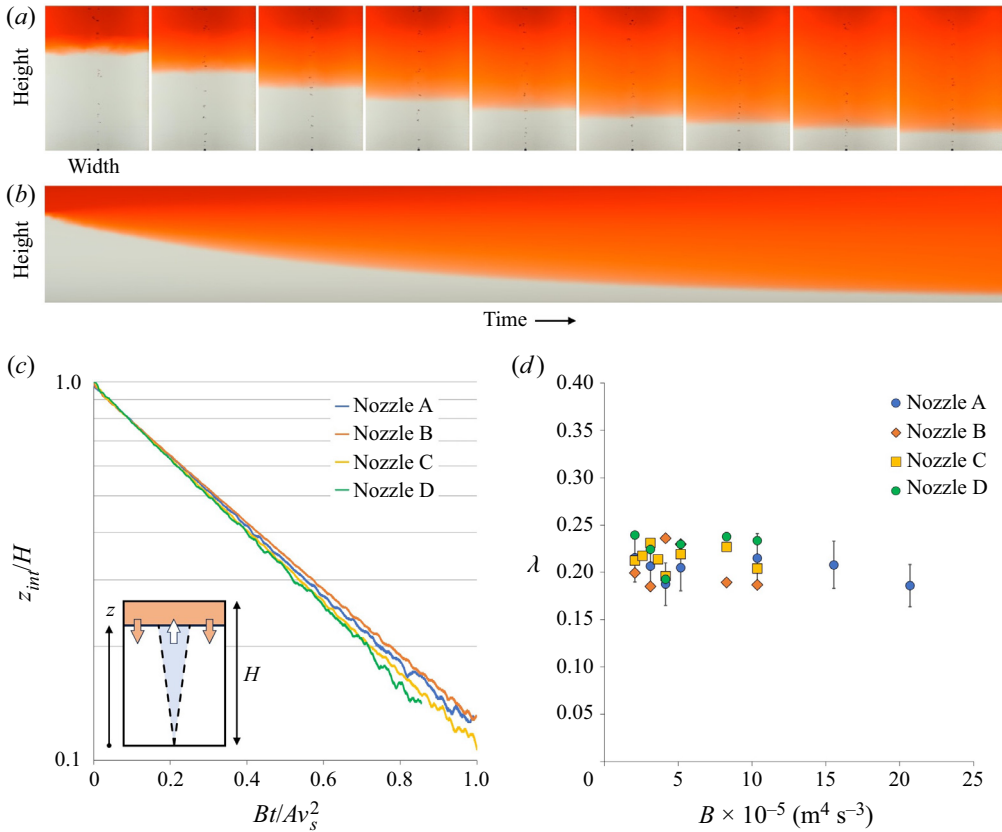 (a)
Height
Width
(b)
Height
Time
(c)
1.0
z_int/H
0.1
0
0.2
0.4
0.6
0.8
1.0
Bt/Av_s^2
Nozzle A
Nozzle B
Nozzle C
Nozzle D
z
H
(d)
0.40
0.35
0.30
0.25
0.20
0.15
0.10
0.05
λ
0
5
10
15
20
25
B × 10⁻⁵ (m⁴ s⁻³)
Nozzle A
Nozzle B
Nozzle C
Nozzle D